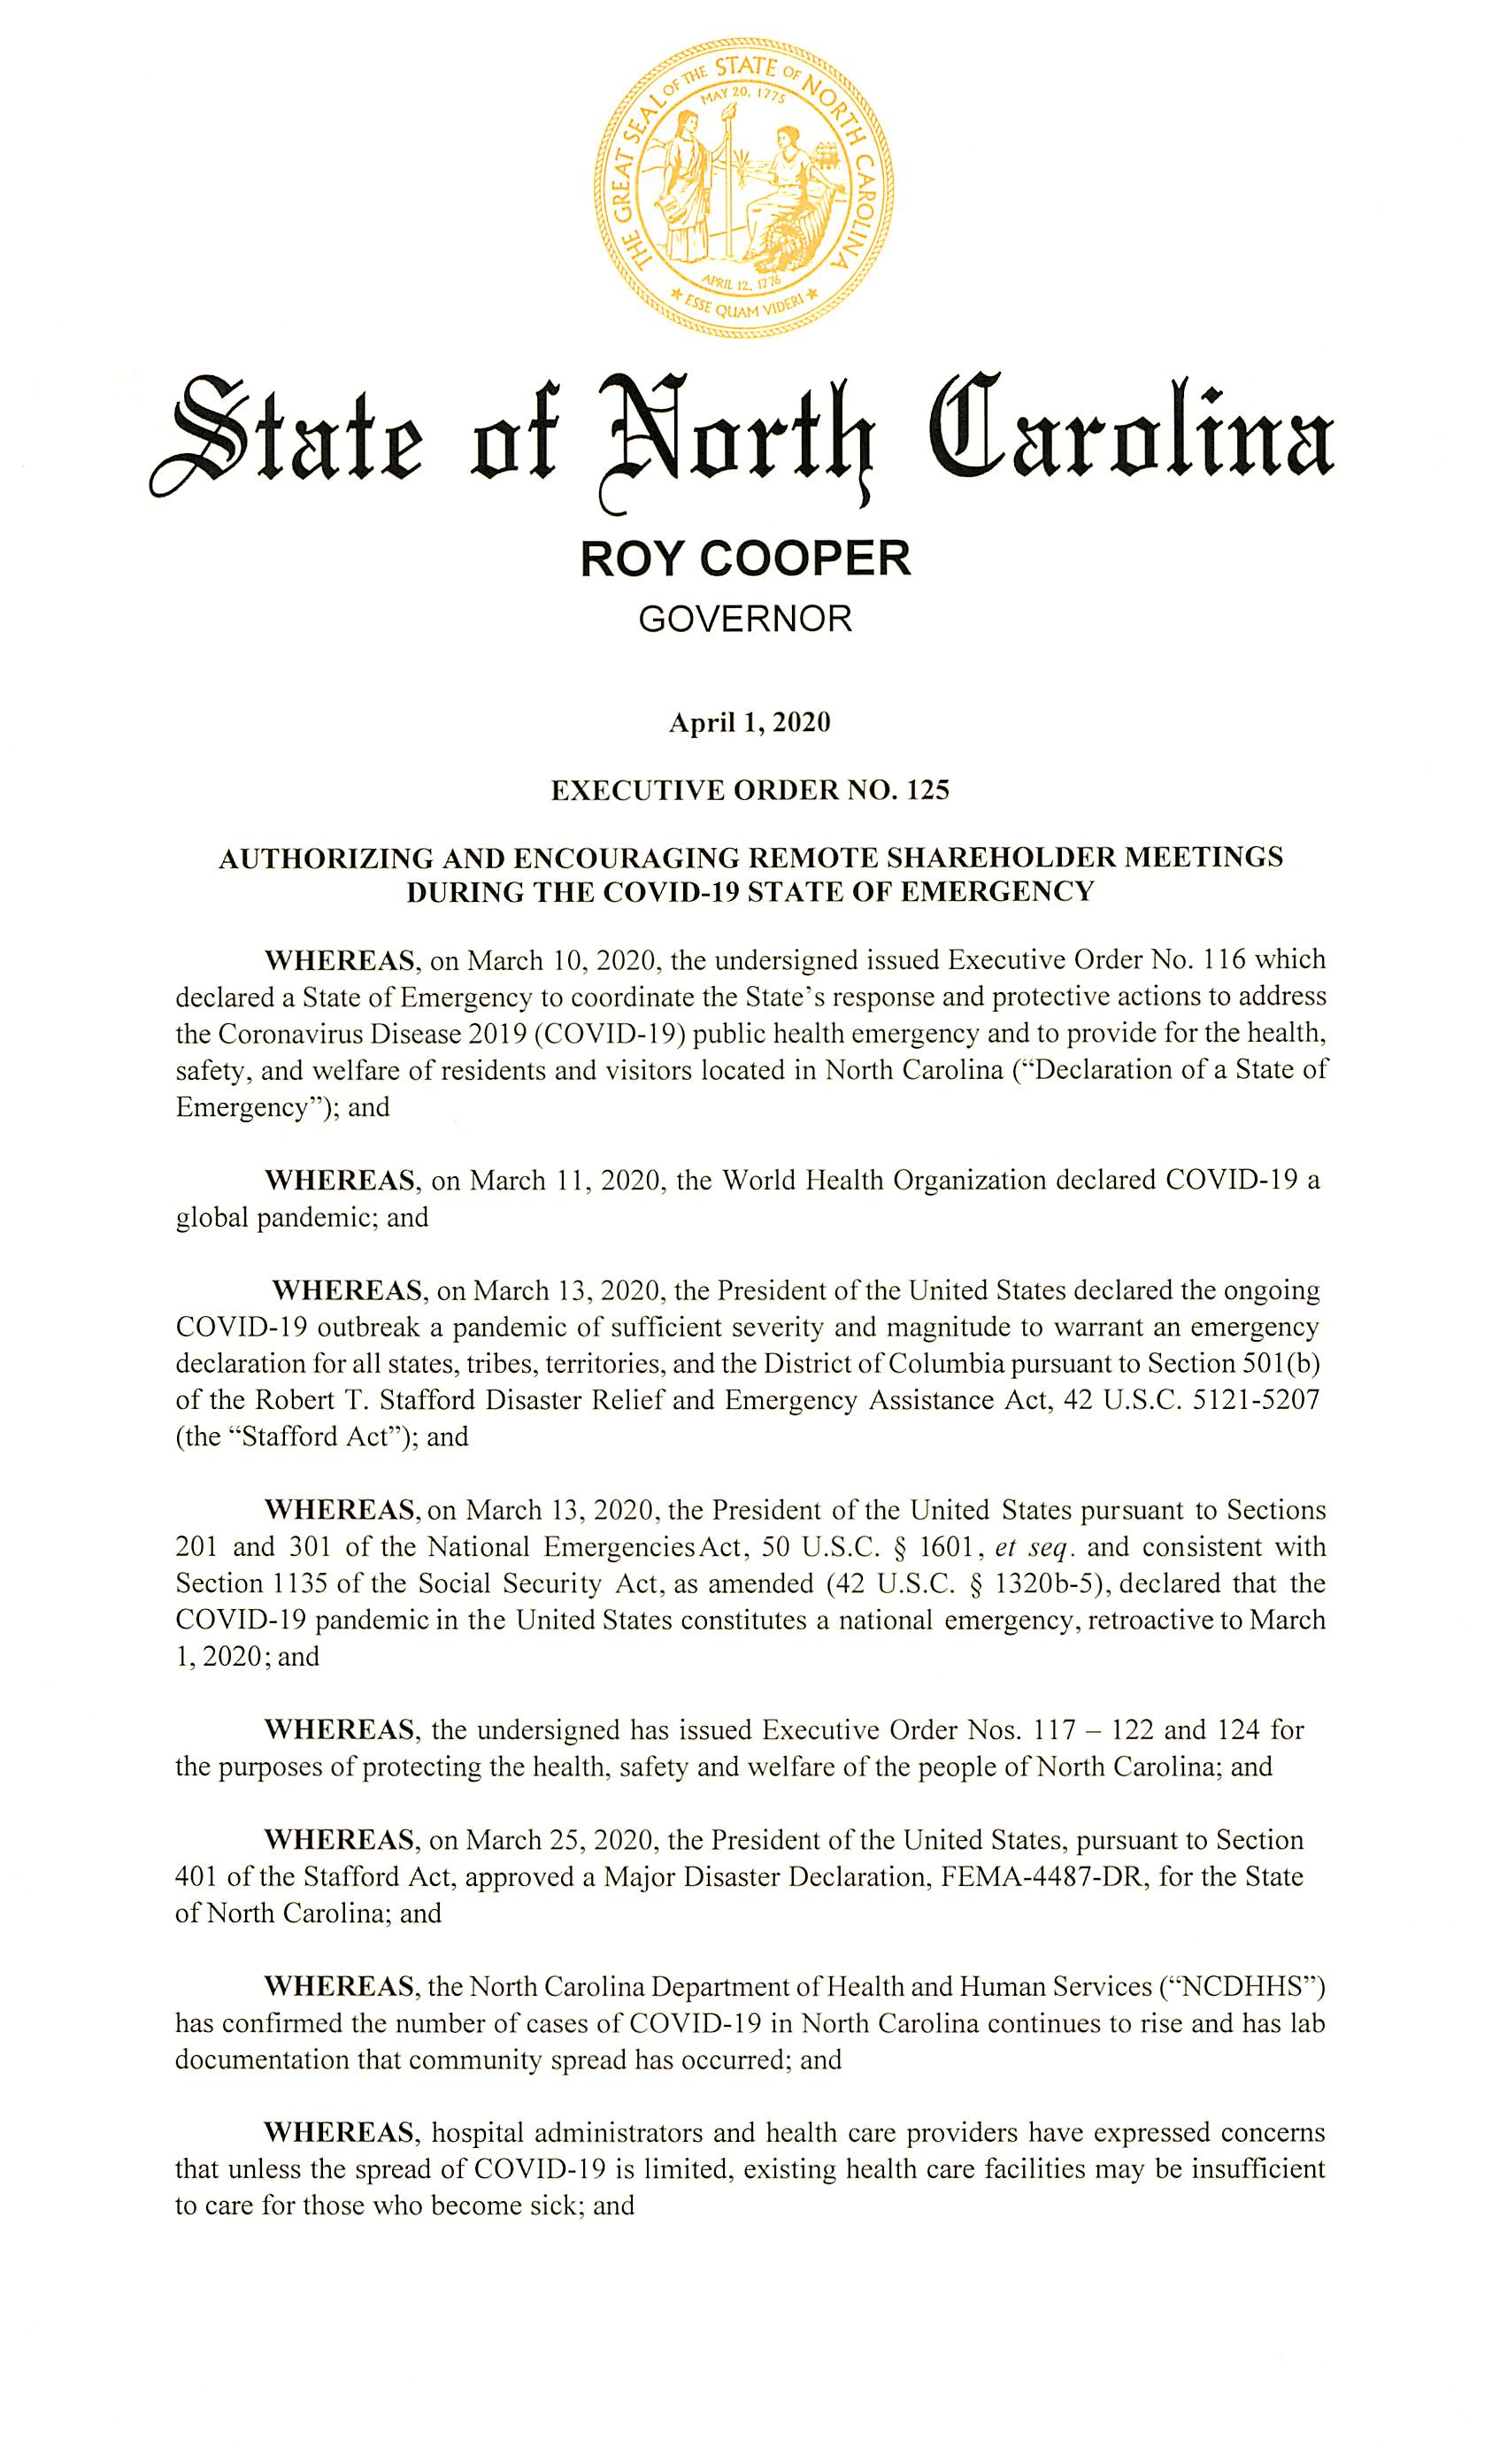 THE GREAT SEAL OF THE STATE OF NORTH CAROLINA
MAY 20, 1775
APRIL 12, 1776
★ ESSE QUAM VIDERI ★
State of North Carolina
ROY COOPER
GOVERNOR
April 1, 2020
EXECUTIVE ORDER NO. 125
AUTHORIZING AND ENCOURAGING REMOTE SHAREHOLDER MEETINGS
DURING THE COVID-19 STATE OF EMERGENCY
WHEREAS, on March 10, 2020, the undersigned issued Executive Order No. 116 which
declared a State of Emergency to coordinate the State's response and protective actions to address
the Coronavirus Disease 2019 (COVID-19) public health emergency and to provide for the health,
safety, and welfare of residents and visitors located in North Carolina (“Declaration of a State of
Emergency”); and
WHEREAS, on March 11, 2020, the World Health Organization declared COVID-19 a
global pandemic; and
WHEREAS, on March 13, 2020, the President of the United States declared the ongoing
COVID-19 outbreak a pandemic of sufficient severity and magnitude to warrant an emergency
declaration for all states, tribes, territories, and the District of Columbia pursuant to Section 501(b)
of the Robert T. Stafford Disaster Relief and Emergency Assistance Act, 42 U.S.C. 5121-5207
(the “Stafford Act”); and
WHEREAS, on March 13, 2020, the President of the United States pursuant to Sections
201 and 301 of the National Emergencies Act, 50 U.S.C. § 1601, et seq. and consistent with
Section 1135 of the Social Security Act, as amended (42 U.S.C. § 1320b-5), declared that the
COVID-19 pandemic in the United States constitutes a national emergency, retroactive to March
1, 2020; and
WHEREAS, the undersigned has issued Executive Order Nos. 117 – 122 and 124 for
the purposes of protecting the health, safety and welfare of the people of North Carolina; and
WHEREAS, on March 25, 2020, the President of the United States, pursuant to Section
401 of the Stafford Act, approved a Major Disaster Declaration, FEMA-4487-DR, for the State
of North Carolina; and
WHEREAS, the North Carolina Department of Health and Human Services (“NCDHHS”)
has confirmed the number of cases of COVID-19 in North Carolina continues to rise and has lab
documentation that community spread has occurred; and
WHEREAS, hospital administrators and health care providers have expressed concerns
that unless the spread of COVID-19 is limited, existing health care facilities may be insufficient
to care for those who become sick; and